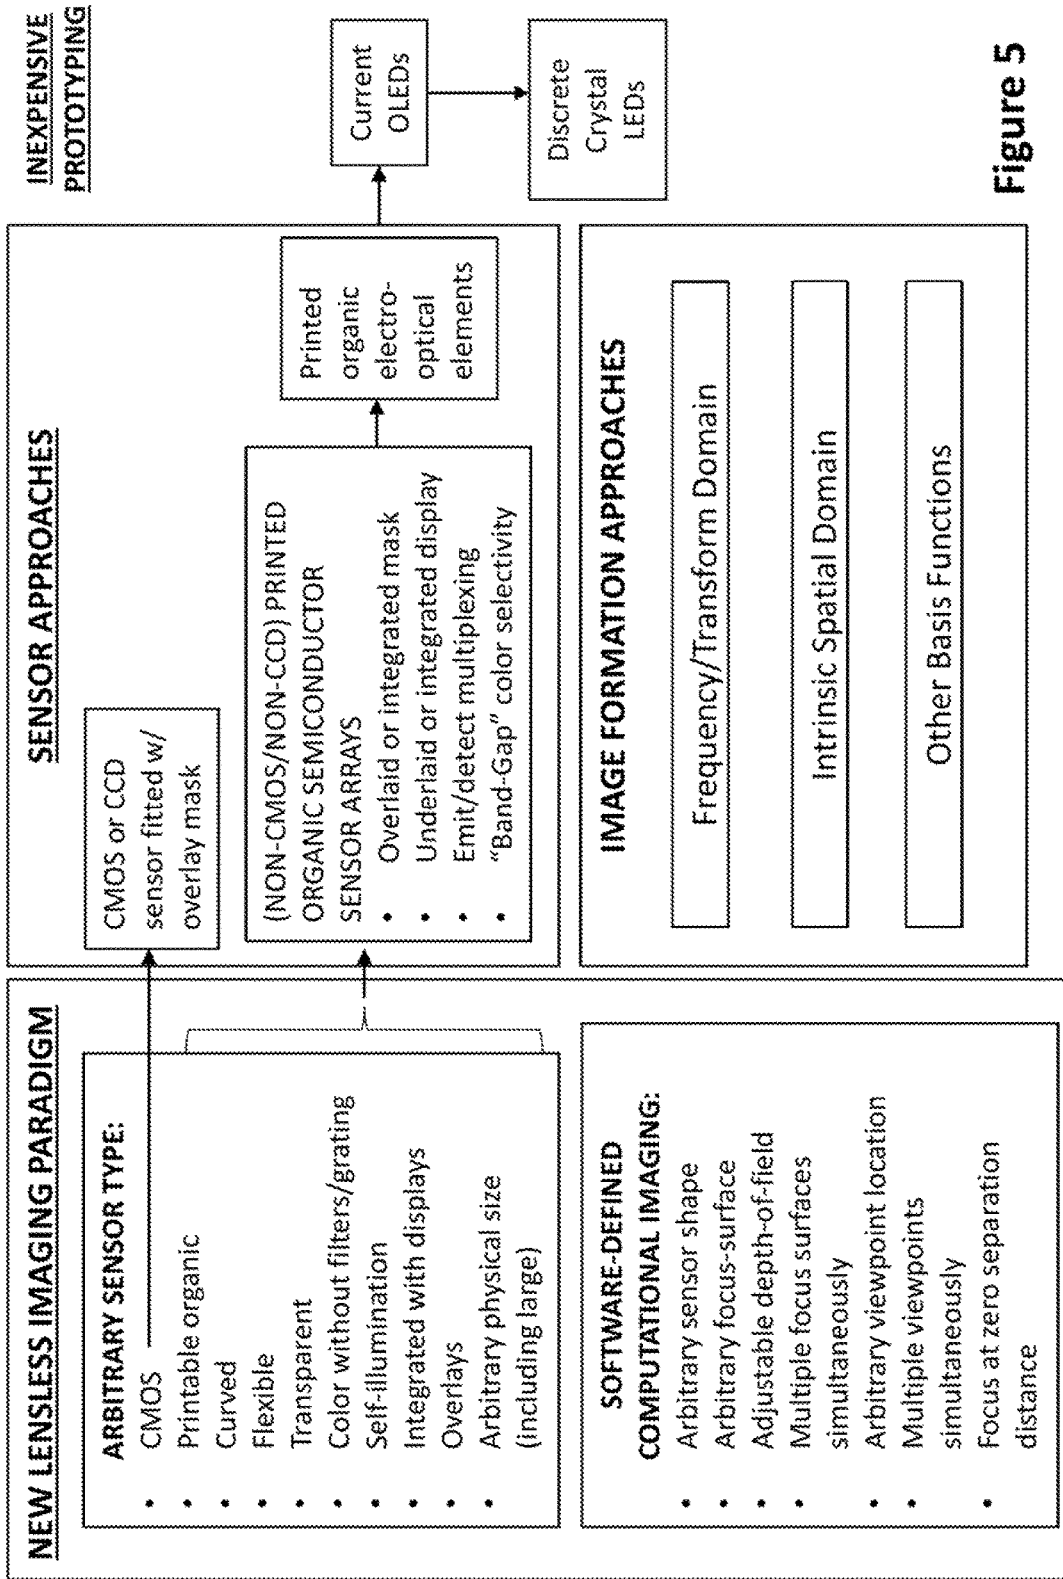 NEW LENSLESS IMAGING PARADIGM
ARBITRARY SENSOR TYPE:
• CMOS
• Printable organic
• Curved
• Flexible
• Transparent
• Color without filters/grating
• Self-illumination
• Integrated with displays
• Overlays
• Arbitrary physical size
(including large)
SOFTWARE-DEFINED
COMPUTATIONAL IMAGING:
• Arbitrary sensor shape
• Arbitrary focus-surface
• Adjustable depth-of-field
• Multiple focus surfaces
simultaneously
• Arbitrary viewpoint location
• Multiple viewpoints
simultaneously
• Focus at zero separation
distance
SENSOR APPROACHES
CMOS or CCD
sensor fitted w/
overlay mask
(NON-CMOS/NON-CCD) PRINTED
ORGANIC SEMICONDUCTOR
SENSOR ARRAYS
• Overlaid or integrated mask
• Underlaid or integrated display
• Emit/detect multiplexing
• “Band-Gap” color selectivity
Printed
organic
electro-
optical
elements
IMAGE FORMATION APPROACHES
Frequency/Transform Domain
Intrinsic Spatial Domain
Other Basis Functions
INEXPENSIVE
PROTOTYPING
Current
OLEDs
Discrete
Crystal
LEDs
Figure 5